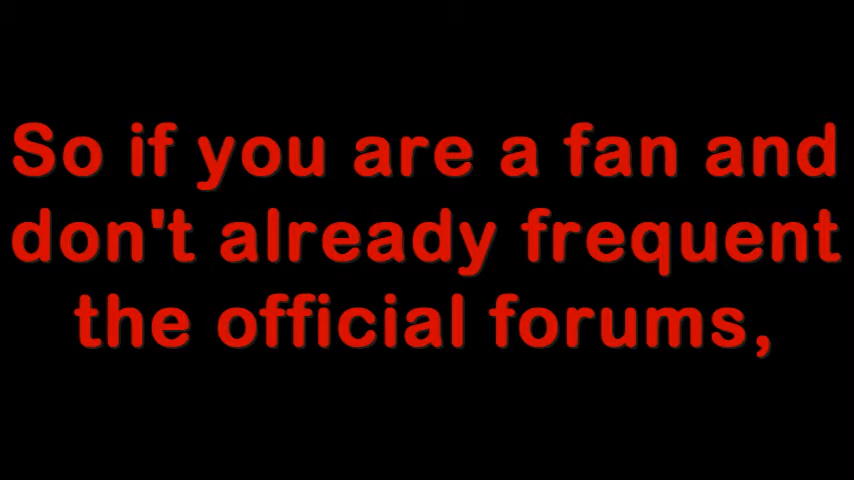 So if you are a fan and
don't already frequent
the official forums,